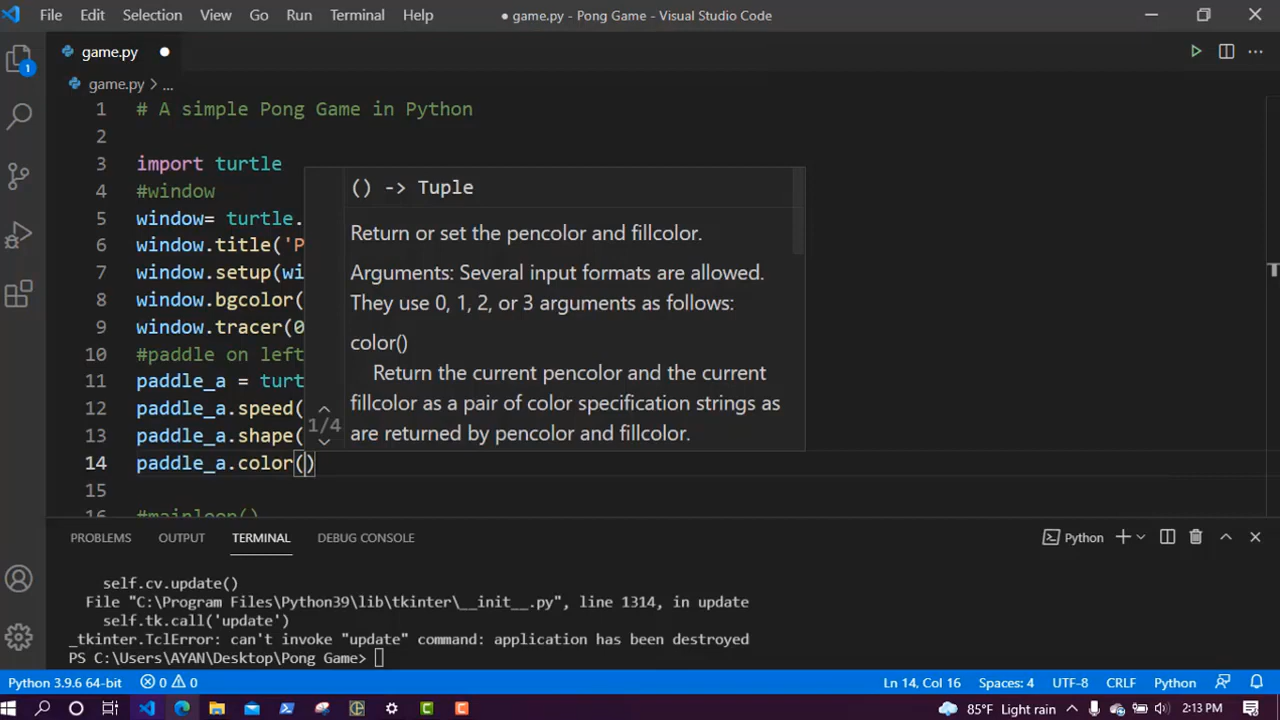 File Edit Selection View Go Run Terminal Help ● game.py - Pong Game - Visual Studio Code
game.py
1
game.py > ...
1 # A simple Pong Game in Python
2
3 import turtle
4 #window
5 window= turtle.
6 window.title('P
7 window.setup(wi
8 window.bgcolor(
9 window.tracer(0
10 #paddle on left
11 paddle_a = turt
12 paddle_a.speed(
13 paddle_a.shape(
14 paddle_a.color()
15
16 #mainloop()
() -> Tuple
Return or set the pencolor and fillcolor.
Arguments: Several input formats are allowed.
They use 0, 1, 2, or 3 arguments as follows:
color()
Return the current pencolor and the current
fillcolor as a pair of color specification strings as
are returned by pencolor and fillcolor.
1/4
PROBLEMS OUTPUT TERMINAL DEBUG CONSOLE Python
self.cv.update()
File "C:\Program Files\Python39\lib\tkinter\__init__.py", line 1314, in update
self.tk.call('update')
_tkinter.TclError: can't invoke "update" command: application has been destroyed
PS C:\Users\AYAN\Desktop\Pong Game>
Python 3.9.6 64-bit 0 0 Ln 14, Col 16 Spaces: 4 UTF-8 CRLF Python
85°F Light rain 2:13 PM